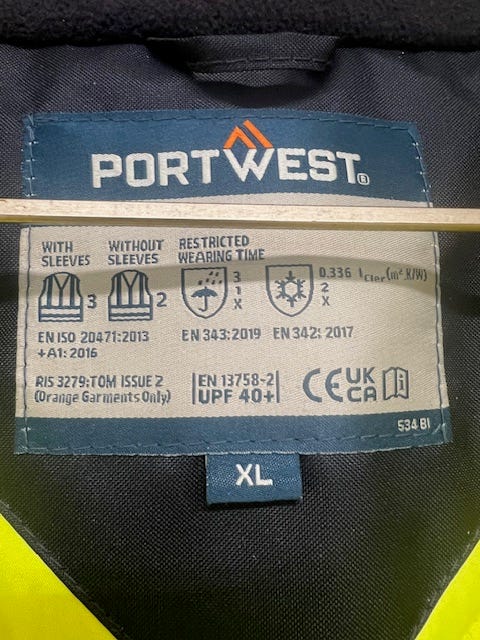 PORTWEST®
WITH SLEEVES
3
WITHOUT SLEEVES
2
RESTRICTED WEARING TIME
3
1
X
0.336 Icler (m².K/W)
2
X
EN ISO 20471:2013
+A1: 2016
EN 343:2019
EN 342: 2017
RIS 3279:TOM ISSUE 2
(Orange Garments Only)
EN 13758-2
UPF 40+
CE
UK
CA
i
534 BI
XL